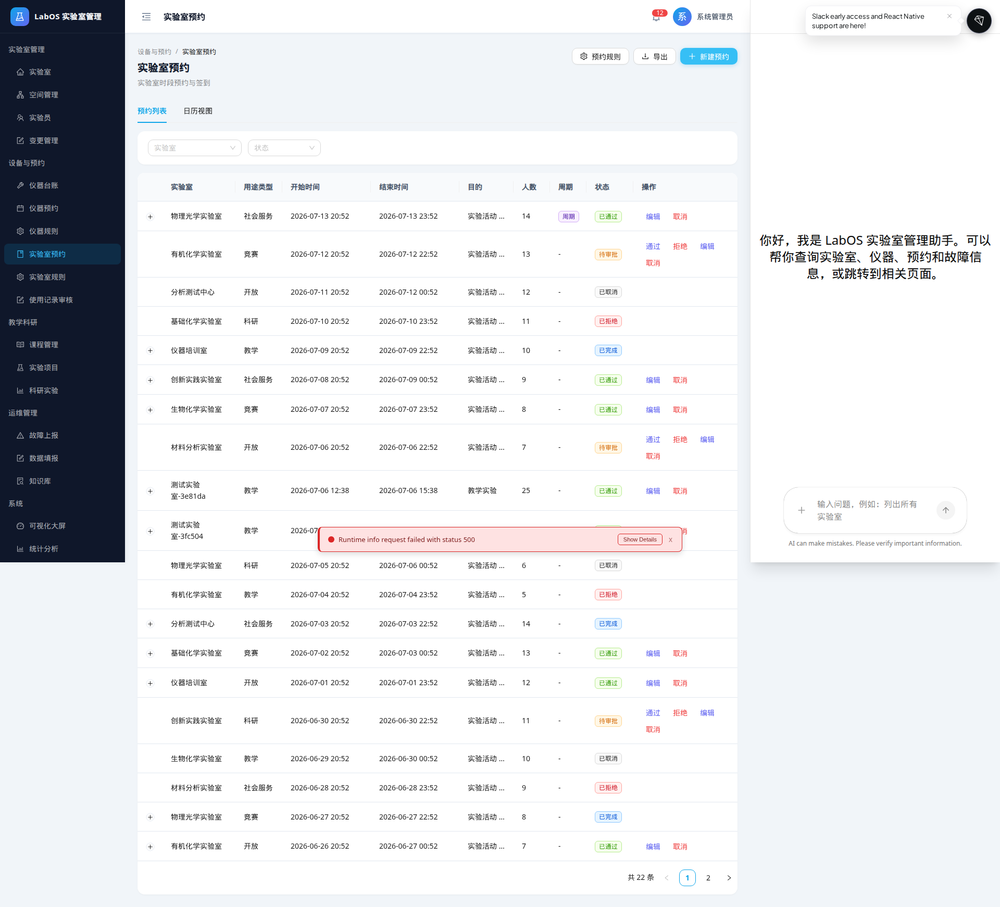 LabOS 实验室管理
实验室管理
实验室
空间管理
实验员
变更管理
设备与预约
仪器台账
仪器预约
仪器规则
实验室预约
实验室规则
使用记录审核
教学科研
课程管理
实验项目
科研实验
运维管理
故障上报
数据填报
知识库
系统
可视化大屏
统计分析
实验室预约
12
系
系统管理员
设备与预约 / 实验室预约
实验室预约
实验室时段预约与签到
预约规则
导出
新建预约
预约列表
日历视图
实验室
状态
实验室 用途类型 开始时间 结束时间 目的 人数 周期 状态 操作
物理光学实验室 社会服务 2026-07-13 20:52 2026-07-13 23:52 实验活动 ... 14 周期 已通过 编辑 取消
有机化学实验室 竞赛 2026-07-12 20:52 2026-07-12 22:52 实验活动 ... 13 - 待审批 通过 拒绝 编辑
取消
分析测试中心 开放 2026-07-11 20:52 2026-07-12 00:52 实验活动 ... 12 - 已取消
基础化学实验室 科研 2026-07-10 20:52 2026-07-10 23:52 实验活动 ... 11 - 已拒绝
仪器培训室 教学 2026-07-09 20:52 2026-07-09 22:52 实验活动 ... 10 - 已完成
创新实践实验室 社会服务 2026-07-08 20:52 2026-07-09 00:52 实验活动 ... 9 - 已通过 编辑 取消
生物化学实验室 竞赛 2026-07-07 20:52 2026-07-07 23:52 实验活动 ... 8 - 已通过 编辑 取消
材料分析实验室 开放 2026-07-06 20:52 2026-07-06 22:52 实验活动 ... 7 - 待审批 通过 拒绝 编辑
取消
测试实验
室-3e81da 教学 2026-07-06 12:38 2026-07-06 15:38 教学实验 25 - 已通过 编辑 取消
测试实验
室-3fc504 教学 2026-07 消
Runtime info request failed with status 500
Show Details
x
物理光学实验室 科研 2026-07-05 20:52 2026-07-06 00:52 实验活动 ... 6 - 已取消
有机化学实验室 教学 2026-07-04 20:52 2026-07-04 23:52 实验活动 ... 5 - 已拒绝
分析测试中心 社会服务 2026-07-03 20:52 2026-07-03 22:52 实验活动 ... 14 - 已完成
基础化学实验室 竞赛 2026-07-02 20:52 2026-07-03 00:52 实验活动 ... 13 - 已通过 编辑 取消
仪器培训室 开放 2026-07-01 20:52 2026-07-01 23:52 实验活动 ... 12 - 已通过 编辑 取消
创新实践实验室 科研 2026-06-30 20:52 2026-06-30 22:52 实验活动 ... 11 - 待审批 通过 拒绝 编辑
取消
生物化学实验室 教学 2026-06-29 20:52 2026-06-30 00:52 实验活动 ... 10 - 已取消
材料分析实验室 社会服务 2026-06-28 20:52 2026-06-28 23:52 实验活动 ... 9 - 已拒绝
物理光学实验室 竞赛 2026-06-27 20:52 2026-06-27 22:52 实验活动 ... 8 - 已完成
有机化学实验室 开放 2026-06-26 20:52 2026-06-27 00:52 实验活动 ... 7 - 已通过 编辑 取消
共 22 条 1 2
Slack early access and React Native
support are here!
你好，我是 LabOS 实验室管理助手。可以
帮你查询实验室、仪器、预约和故障信
息，或跳转到相关页面。
输入问题，例如：列出所有
实验室
AI can make mistakes. Please verify important information.